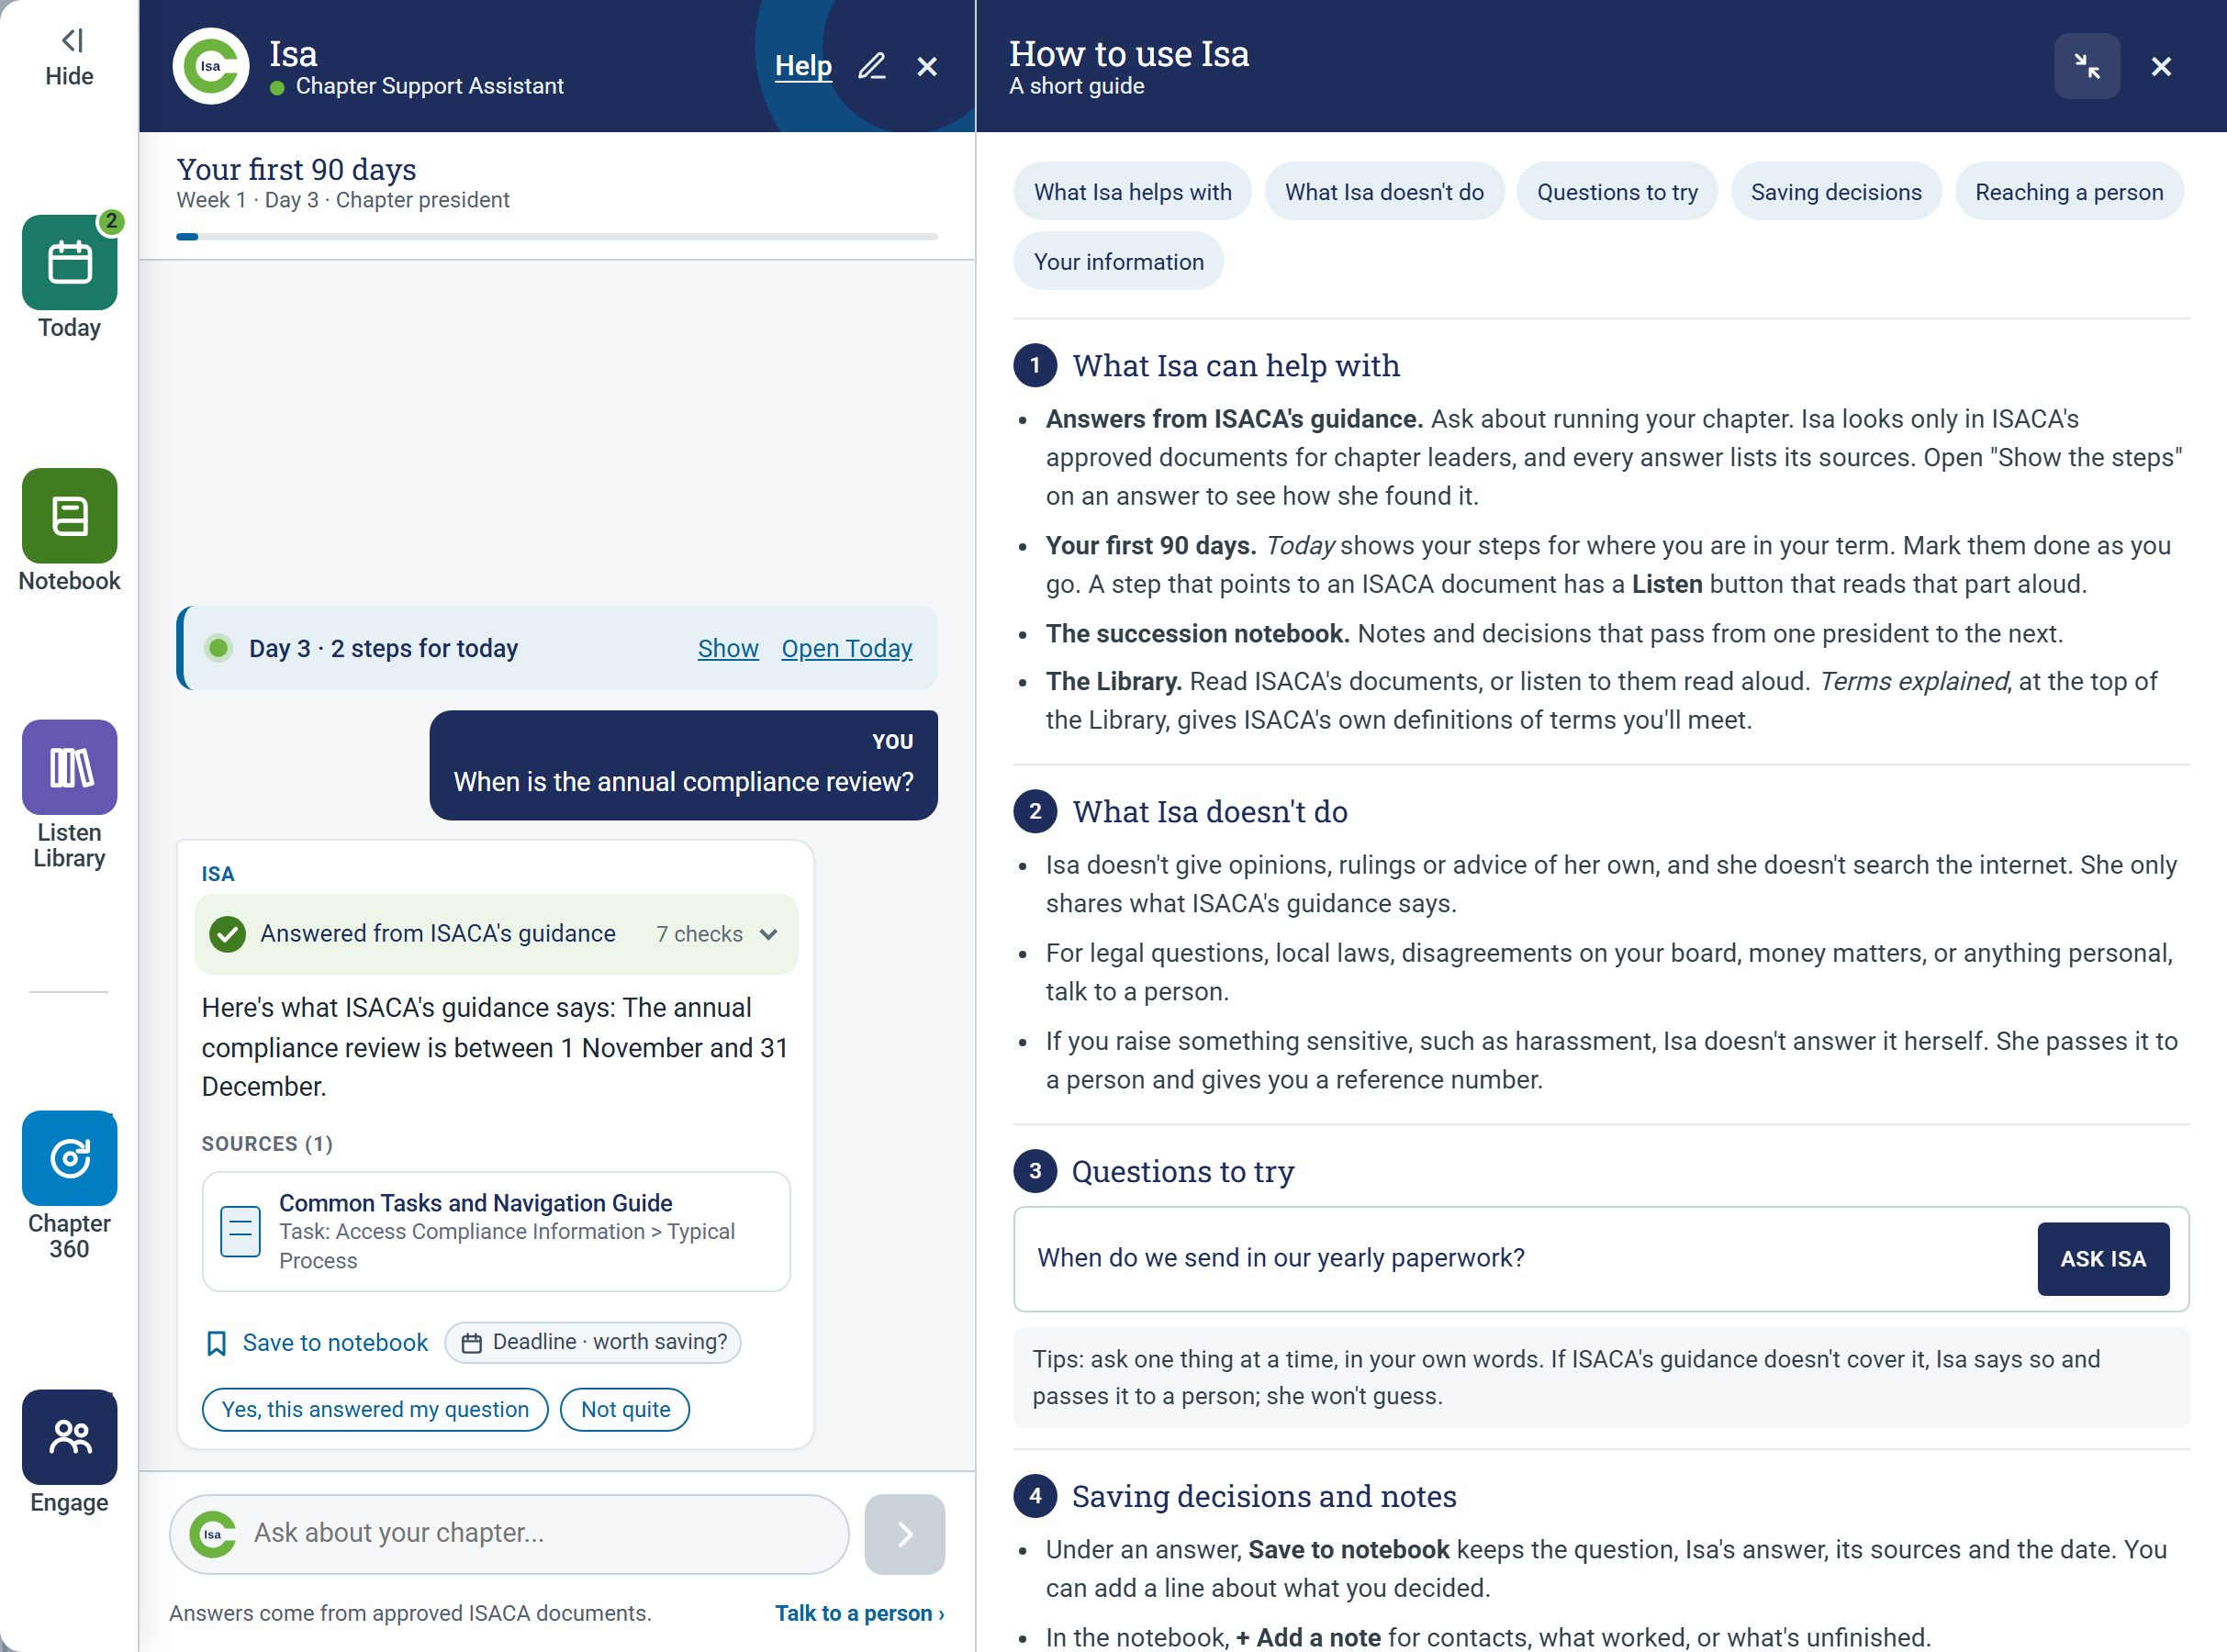 Hide
2
Today
Notebook
Listen
Library
Chapter
360
Engage
Isa
Isa
Chapter Support Assistant
Help
Your first 90 days
Week 1 · Day 3 · Chapter president
Day 3 · 2 steps for today
Show
Open Today
YOU
When is the annual compliance review?
ISA
Answered from ISACA's guidance
7 checks
Here's what ISACA's guidance says: The annual
compliance review is between 1 November and 31
December.
SOURCES (1)
Common Tasks and Navigation Guide
Task: Access Compliance Information > Typical
Process
Save to notebook
Deadline · worth saving?
Yes, this answered my question
Not quite
Isa
Ask about your chapter...
Answers come from approved ISACA documents.
Talk to a person ›
How to use Isa
A short guide
What Isa helps with
What Isa doesn't do
Questions to try
Saving decisions
Reaching a person
Your information
1 What Isa can help with
• Answers from ISACA's guidance. Ask about running your chapter. Isa looks only in ISACA's
approved documents for chapter leaders, and every answer lists its sources. Open "Show the steps"
on an answer to see how she found it.
• Your first 90 days. Today shows your steps for where you are in your term. Mark them done as you
go. A step that points to an ISACA document has a Listen button that reads that part aloud.
• The succession notebook. Notes and decisions that pass from one president to the next.
• The Library. Read ISACA's documents, or listen to them read aloud. Terms explained, at the top of
the Library, gives ISACA's own definitions of terms you'll meet.
2 What Isa doesn't do
• Isa doesn't give opinions, rulings or advice of her own, and she doesn't search the internet. She only
shares what ISACA's guidance says.
• For legal questions, local laws, disagreements on your board, money matters, or anything personal,
talk to a person.
• If you raise something sensitive, such as harassment, Isa doesn't answer it herself. She passes it to
a person and gives you a reference number.
3 Questions to try
When do we send in our yearly paperwork?
ASK ISA
Tips: ask one thing at a time, in your own words. If ISACA's guidance doesn't cover it, Isa says so and
passes it to a person; she won't guess.
4 Saving decisions and notes
• Under an answer, Save to notebook keeps the question, Isa's answer, its sources and the date. You
can add a line about what you decided.
• In the notebook, + Add a note for contacts, what worked, or what's unfinished.